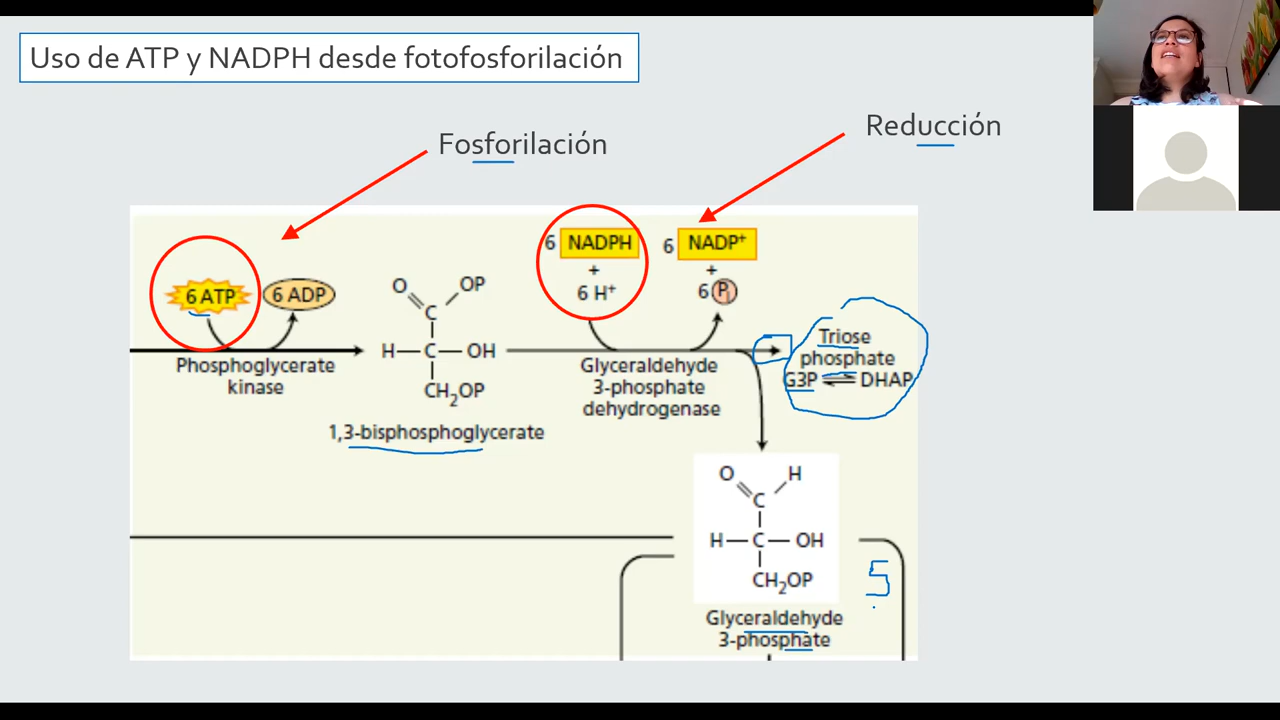 Uso de ATP y NADPH desde fotofosforilación
Fosforilación
Reducción
6 ATP
6 ADP
Phosphoglycerate
kinase
O
OP
C
H—C—OH
CH₂OP
1,3-bisphosphoglycerate
6 NADPH
+
6 H⁺
6 NADP⁺
+
6 Pi
Glyceraldehyde
3-phosphate
dehydrogenase
Triose
phosphate
G3P ⇌ DHAP
O
H
C
H—C—OH
CH₂OP
Glyceraldehyde
3-phosphate
5